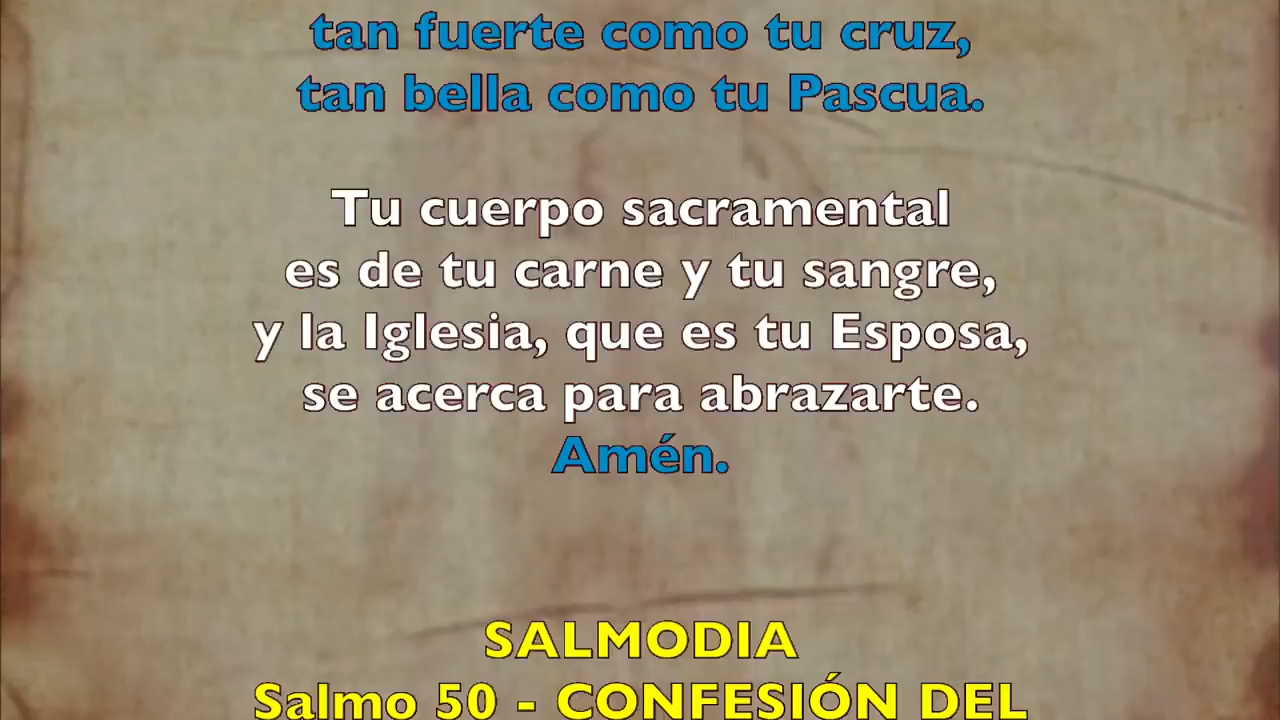 tan fuerte como tu cruz,
tan bella como tu Pascua.
Tu cuerpo sacramental
es de tu carne y tu sangre,
y la Iglesia, que es tu Esposa,
se acerca para abrazarte.
Amén.
SALMODIA
Salmo 50 - CONFESIÓN DEL